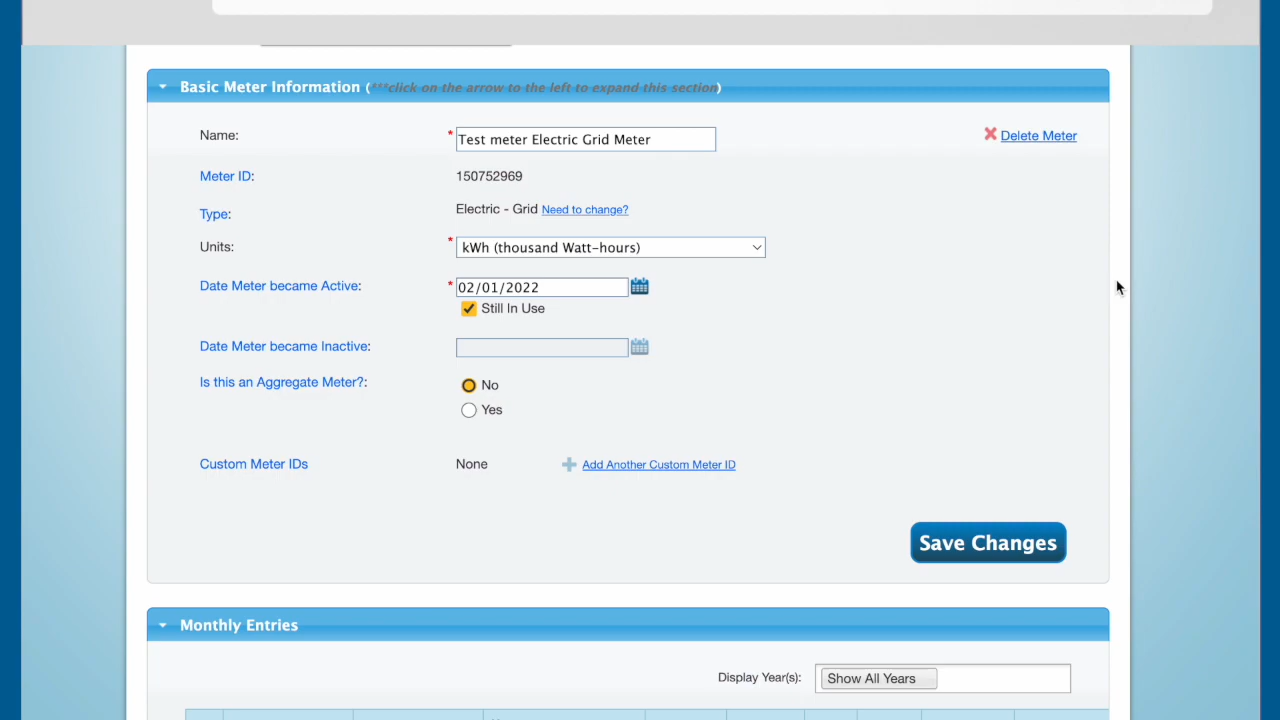 Basic Meter Information (***click on the arrow to the left to expand this section)
Name: * Test meter Electric Grid Meter Delete Meter
Meter ID: 150752969
Type: Electric - Grid Need to change?
Units: * kWh (thousand Watt-hours)
Date Meter became Active: * 02/01/2022
Still In Use
Date Meter became Inactive:
Is this an Aggregate Meter?: No
Yes
Custom Meter IDs None Add Another Custom Meter ID
Save Changes
Monthly Entries
Display Year(s): Show All Years